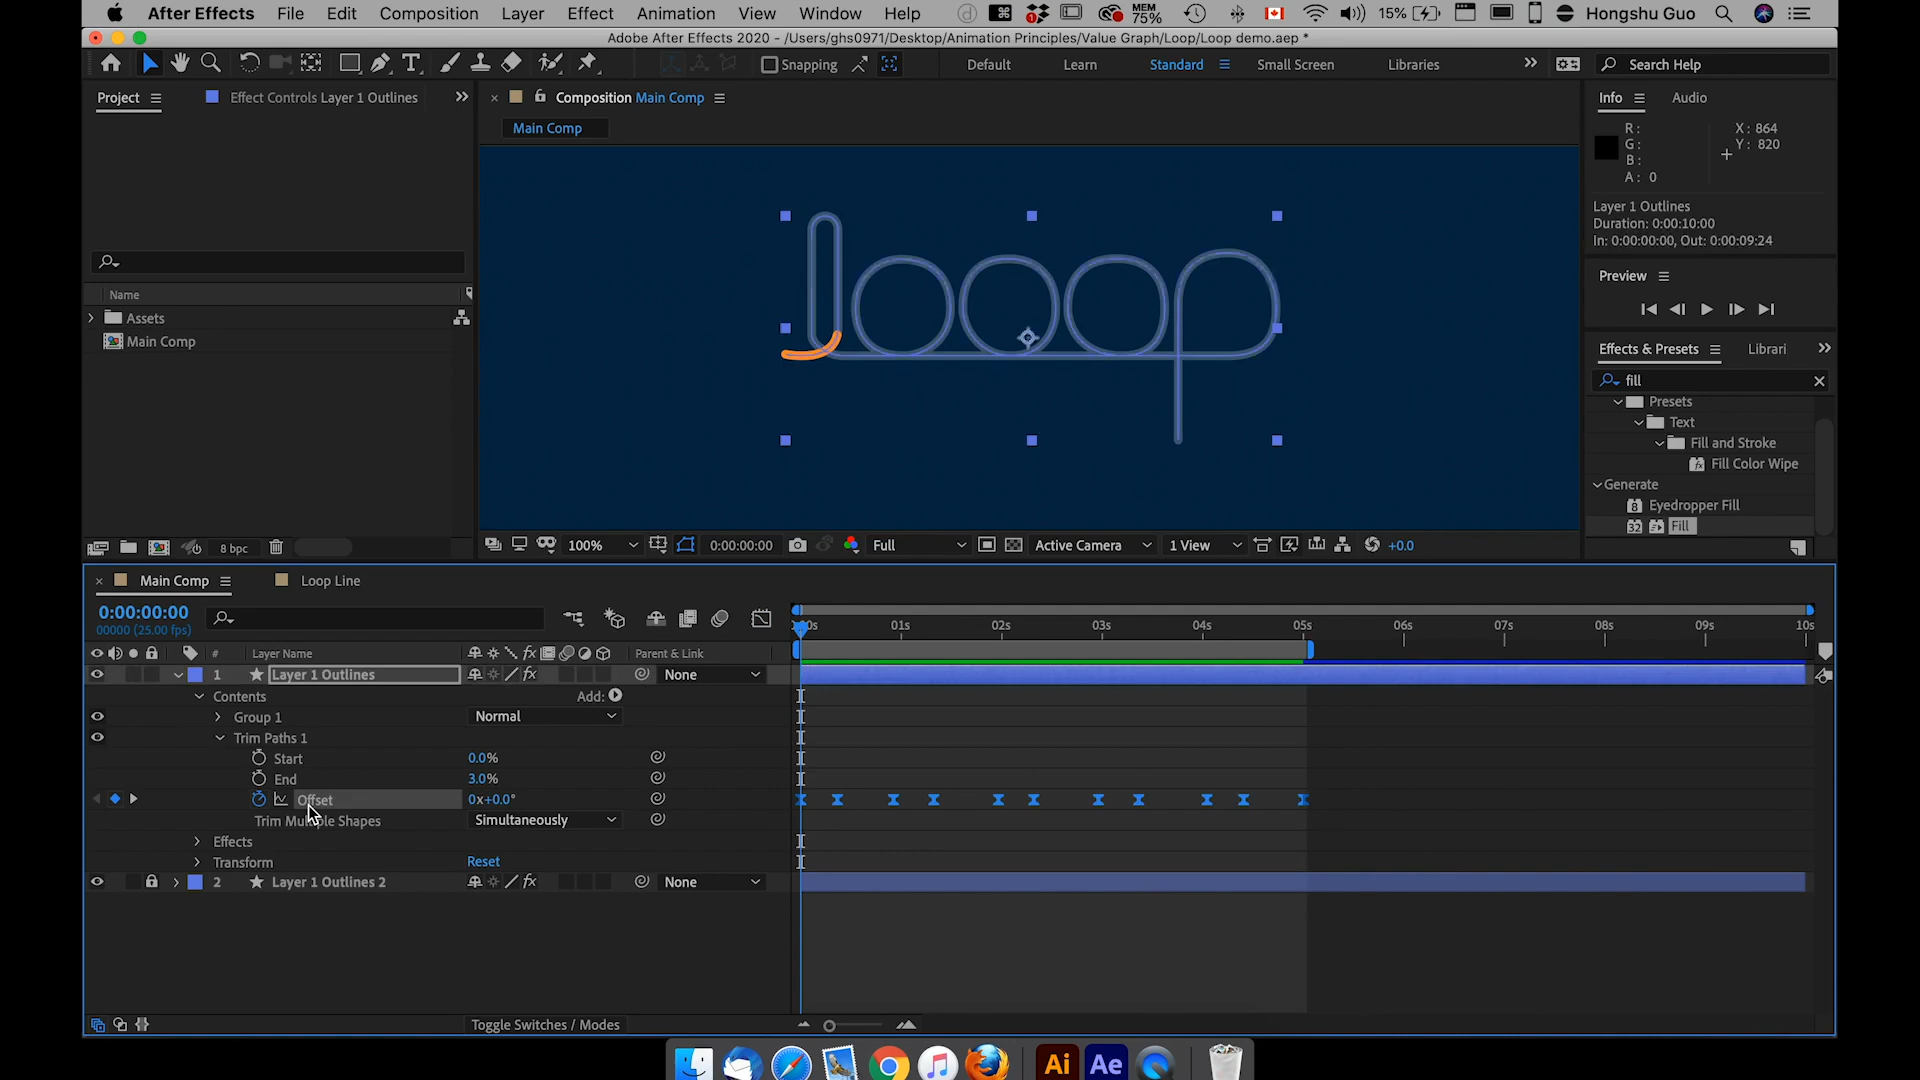 After Effects File Edit Composition Layer Effect Animation View Window Help MEM 75% 15% Hongshu Guo
Adobe After Effects 2020 - /Users/ghs0971/Desktop/Animation Principles/Value Graph/Loop/Loop demo.aep *
T Snapping Default Learn Standard Small Screen Libraries Search Help
Project Effect Controls Layer 1 Outlines
Composition Main Comp
Info Audio
Main Comp
R: X: 864
G: Y: 820
B:
A: 0
Layer 1 Outlines
Duration: 0:00:10:00
In: 0:00:00:00, Out: 0:00:09:24
looop
Preview
Name
Assets
Main Comp
Effects & Presets Librari
fill
Presets
Text
Fill and Stroke
Fill Color Wipe
Generate
Eyedropper Fill
Fill
8 bpc
100% 0:00:00:00 Full Active Camera 1 View +0.0
Main Comp Loop Line
0:00:00:00
00000 (25.00 fps)
01s 02s 03s 04s 05s 06s 07s 08s 09s 10s
# Layer Name fx Parent & Link
1 Layer 1 Outlines fx None
Contents Add:
Group 1 Normal
Trim Paths 1
Start 0.0%
End 3.0%
Offset 0x+0.0°
Trim Multiple Shapes Simultaneously
Effects
Transform Reset
2 Layer 1 Outlines 2 fx None
Toggle Switches / Modes
Ai Ae